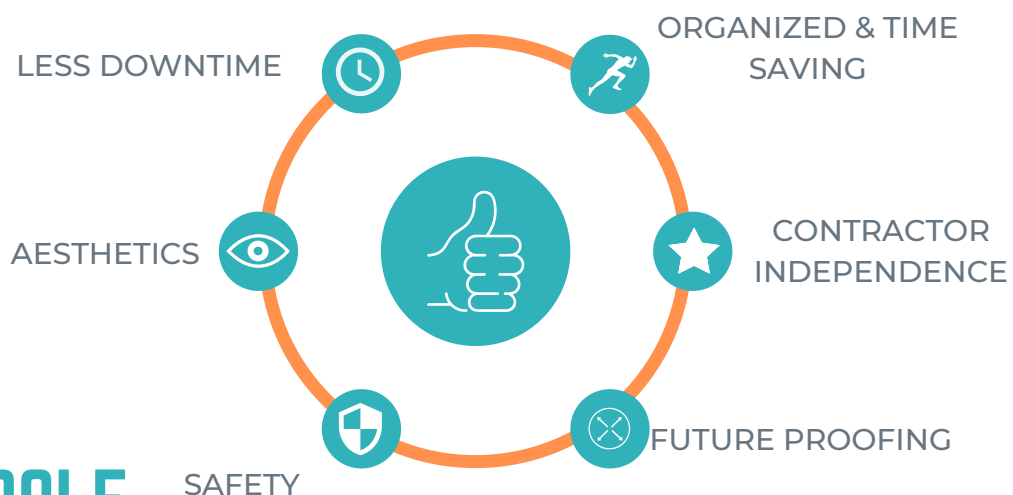 ORGANIZED & TIME
SAVING
LESS DOWNTIME
CONTRACTOR
INDEPENDENCE
AESTHETICS
FUTURE PROOFING
SAFETY